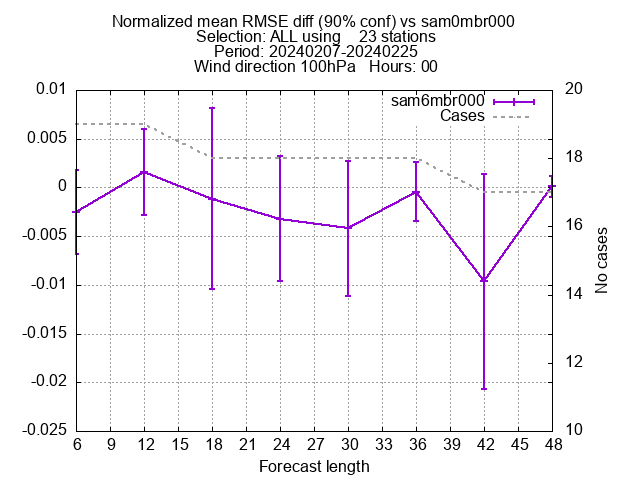 Normalized mean RMSE diff (90% conf) vs sam0mbr000
Selection: ALL using    23 stations
Period: 20240207-20240225
Wind direction 100hPa   Hours: 00
sam6mbr000
Cases
0.01
0.005
0
-0.005
-0.01
-0.015
-0.02
-0.025
20
18
16
14
12
10
No cases
6 9 12 15 18 21 24 27 30 33 36 39 42 45 48
Forecast length